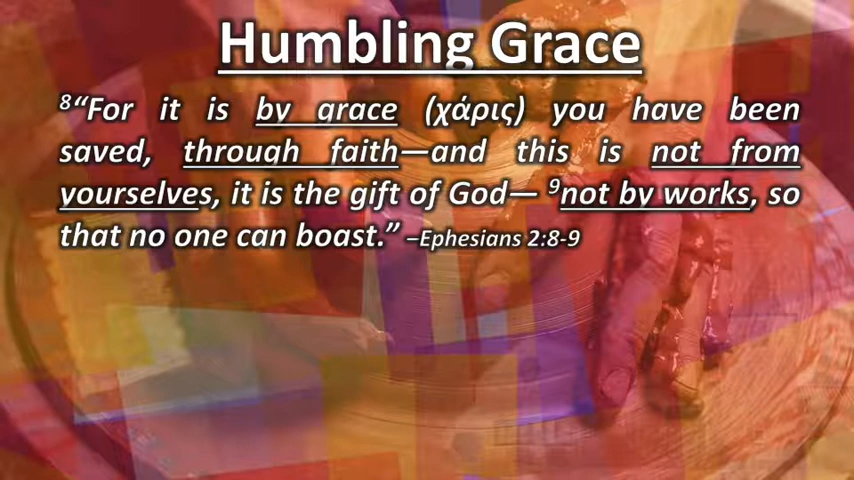 Humbling Grace
⁸“For it is by grace (χάρις) you have been
saved, through faith—and this is not from
yourselves, it is the gift of God— ⁹not by works, so
that no one can boast.” –Ephesians 2:8-9